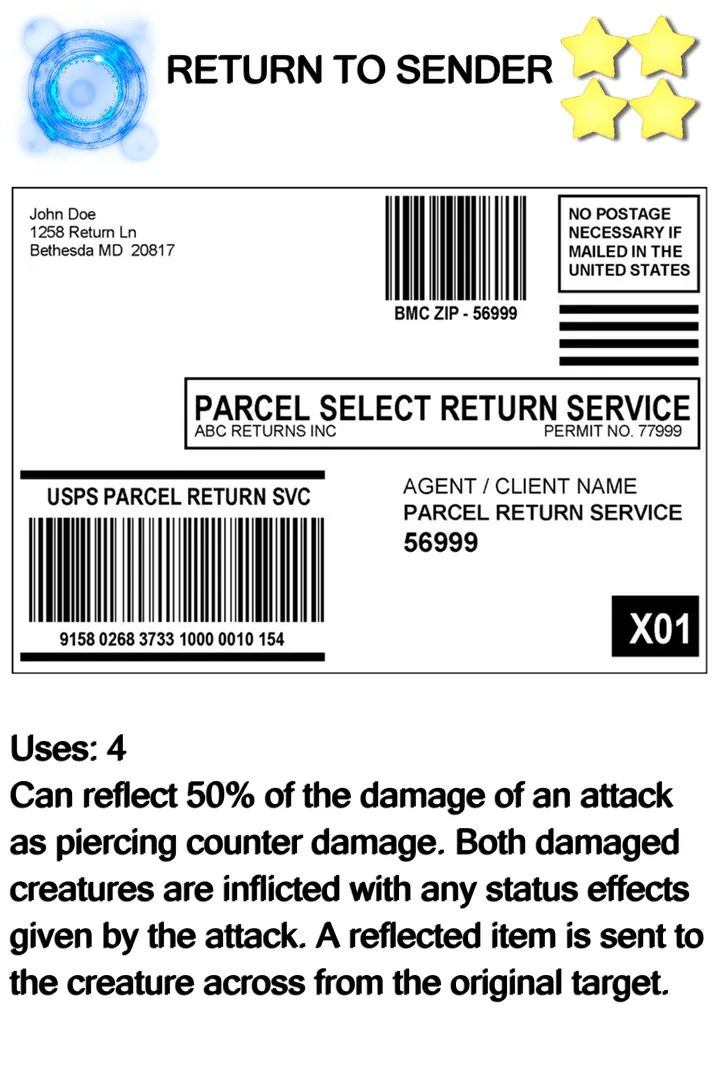 RETURN TO SENDER
John Doe
1258 Return Ln
Bethesda MD 20817
BMC ZIP - 56999
NO POSTAGE
NECESSARY IF
MAILED IN THE
UNITED STATES
PARCEL SELECT RETURN SERVICE
ABC RETURNS INC PERMIT NO. 77999
USPS PARCEL RETURN SVC
9158 0268 3733 1000 0010 154
AGENT / CLIENT NAME
PARCEL RETURN SERVICE
56999
X01
Uses: 4
Can reflect 50% of the damage of an attack
as piercing counter damage. Both damaged
creatures are inflicted with any status effects
given by the attack. A reflected item is sent to
the creature across from the original target.